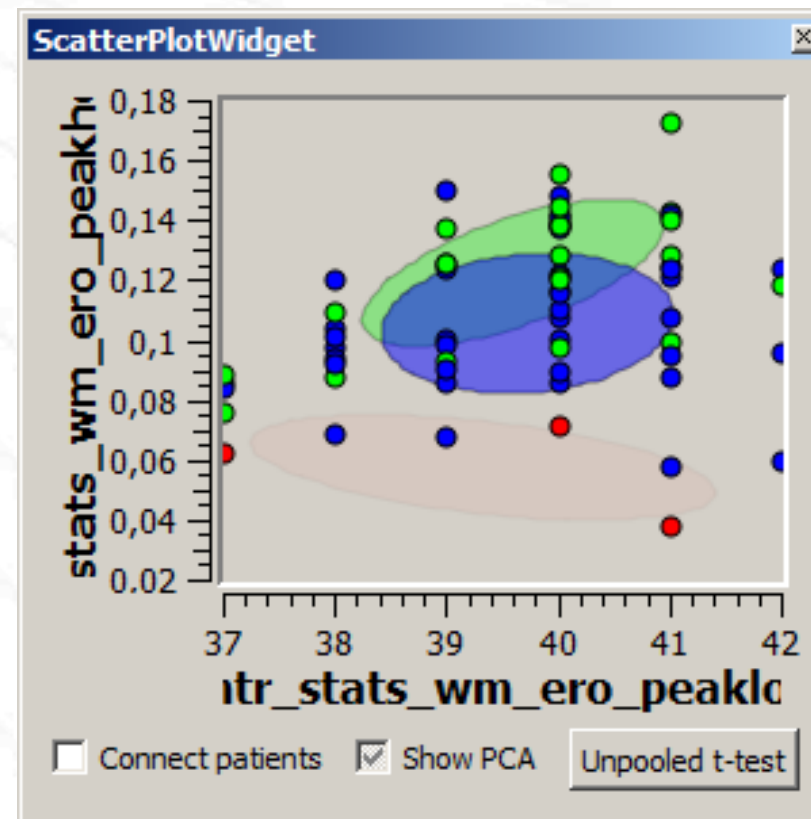 ScatterPlotWidget
0,18
0,16
0,14
0,12
0,1
0,08
0,06
0,04
0.02
stats_wm_ero_peakh
37 38 39 40 41 42
ntr_stats_wm_ero_peaklo
Connect patients Show PCA Unpooled t-test